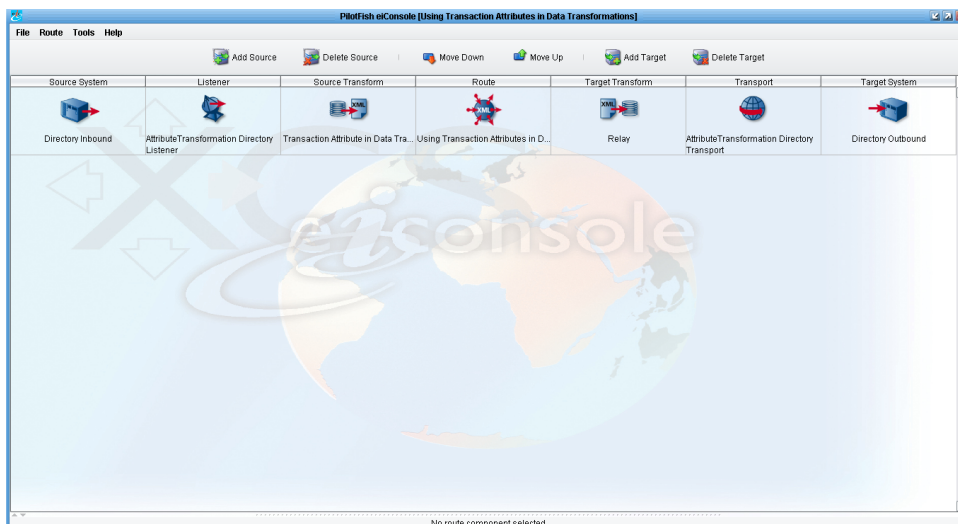 PilotFish eiConsole [Using Transaction Attributes in Data Transformations]
File Route Tools Help
Add Source Delete Source Move Down Move Up Add Target Delete Target
Source System Listener Source Transform Route Target Transform Transport Target System
XML XML XML
Directory Inbound AttributeTransformation Directory Listener Transaction Attribute in Data Tra... Using Transaction Attributes in D... Relay AttributeTransformation Directory Transport Directory Outbound
eiconsole
No route component selected